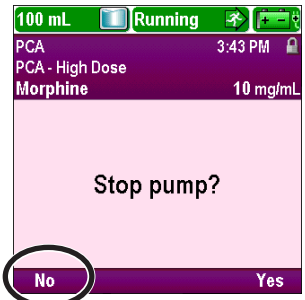 100 mL Running
PCA 3:43 PM
PCA - High Dose
Morphine 10 mg/mL
Stop pump?
No Yes